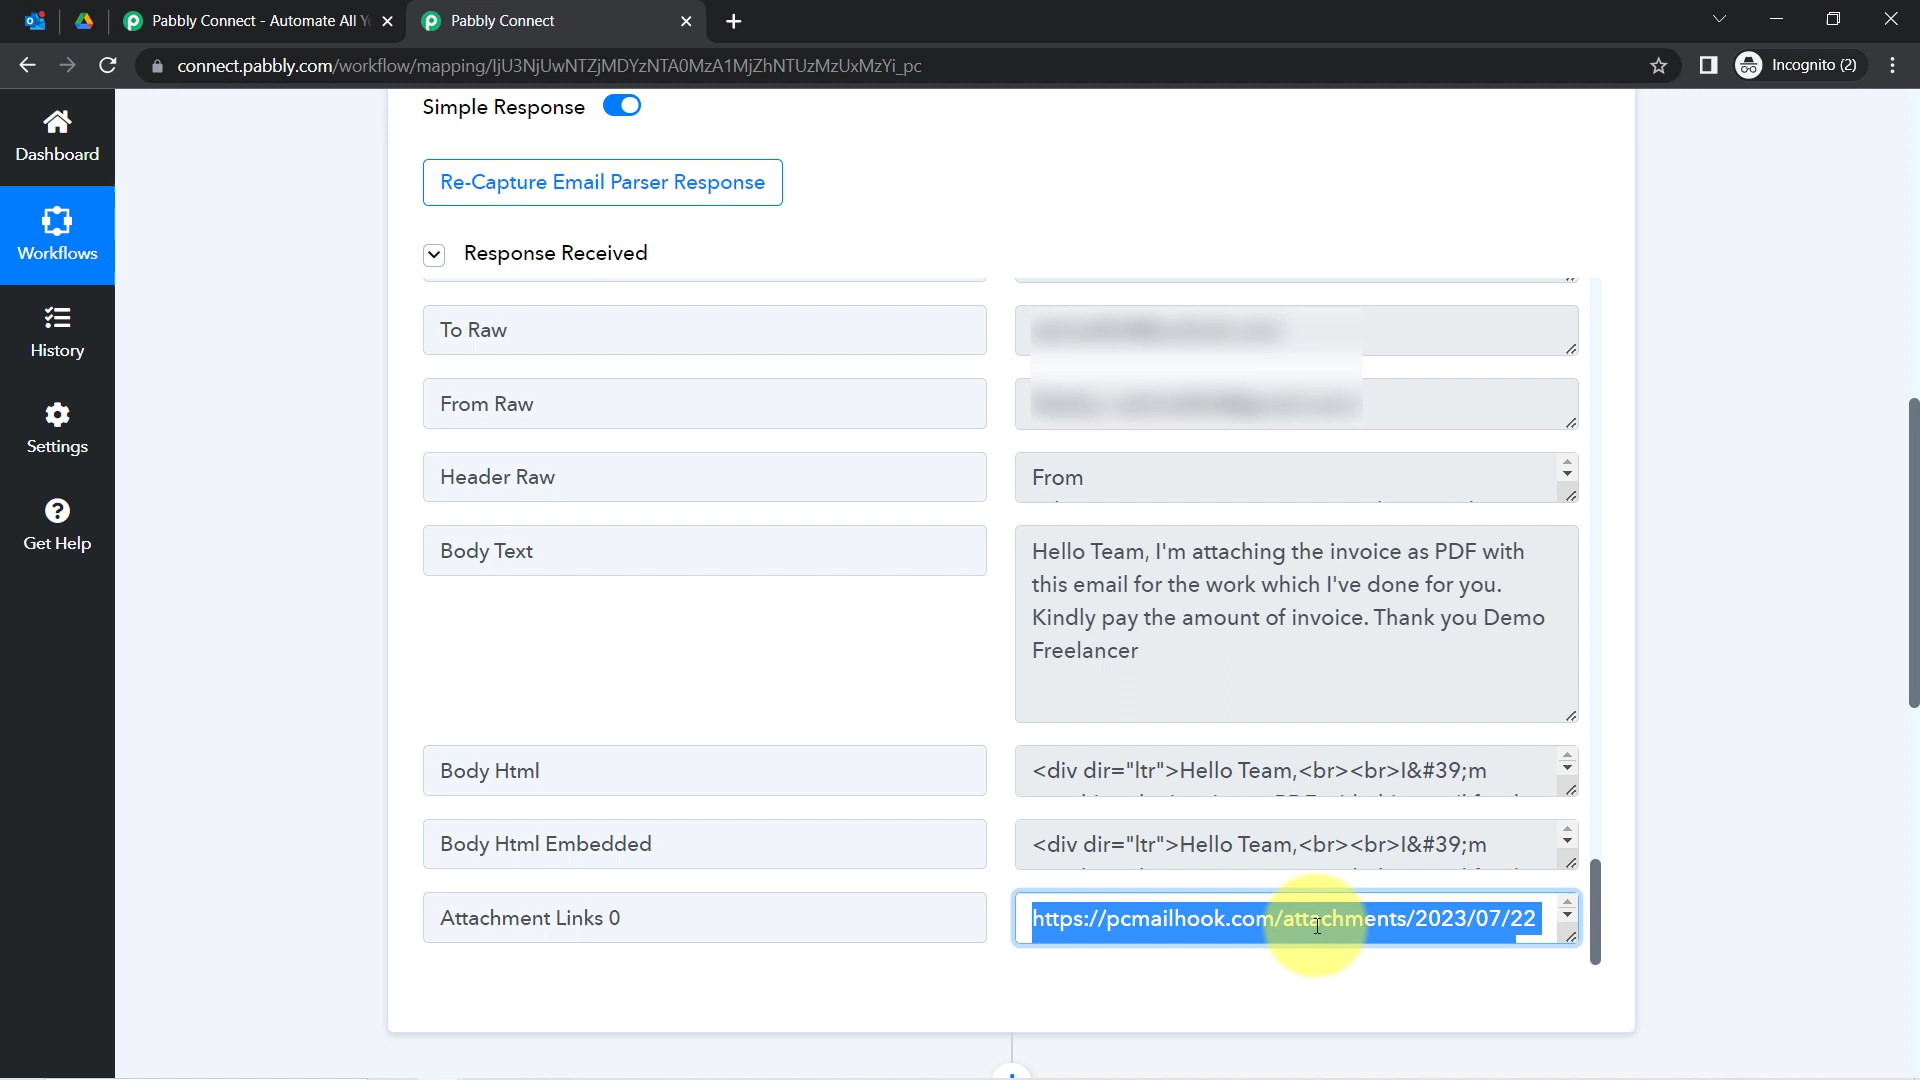 Pabbly Connect - Automate All Y
Pabbly Connect
connect.pabbly.com/workflow/mapping/IjU3NjUwNTZjMDYzNTA0MzA1MjZhNTUzMzUxMzYi_pc
Incognito (2)
Dashboard
Workflows
History
Settings
Get Help
Simple Response
Re-Capture Email Parser Response
Response Received
To Raw
From Raw
Header Raw
From
Body Text
Hello Team, I'm attaching the invoice as PDF with
this email for the work which I've done for you.
Kindly pay the amount of invoice. Thank you Demo
Freelancer
Body Html
<div dir="ltr">Hello Team,<br><br>I&#39;m
Body Html Embedded
<div dir="ltr">Hello Team,<br><br>I&#39;m
Attachment Links 0
https://pcmailhook.com/attachments/2023/07/22